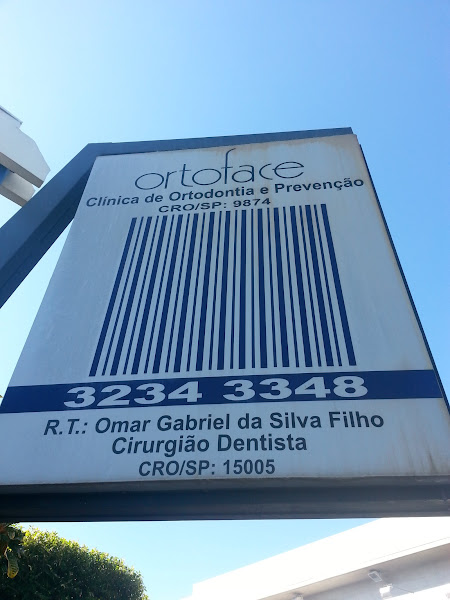 ortoface
Clínica de Ortodontia e Prevenção
CRO/SP: 9874
3234 3348
R.T.: Omar Gabriel da Silva Filho
Cirurgião Dentista
CRO/SP: 15005